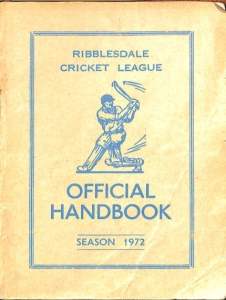 RIBBLESDALE
CRICKET LEAGUE
OFFICIAL
HANDBOOK
SEASON 1972